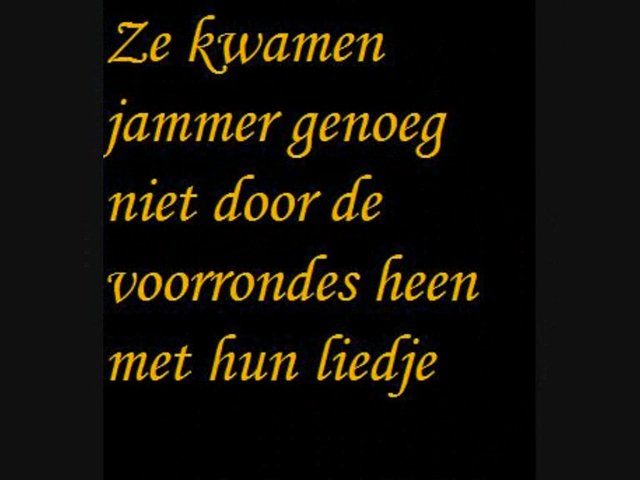 Ze kwamen
jammer genoeg
niet door de
voorrondes heen
met hun liedje